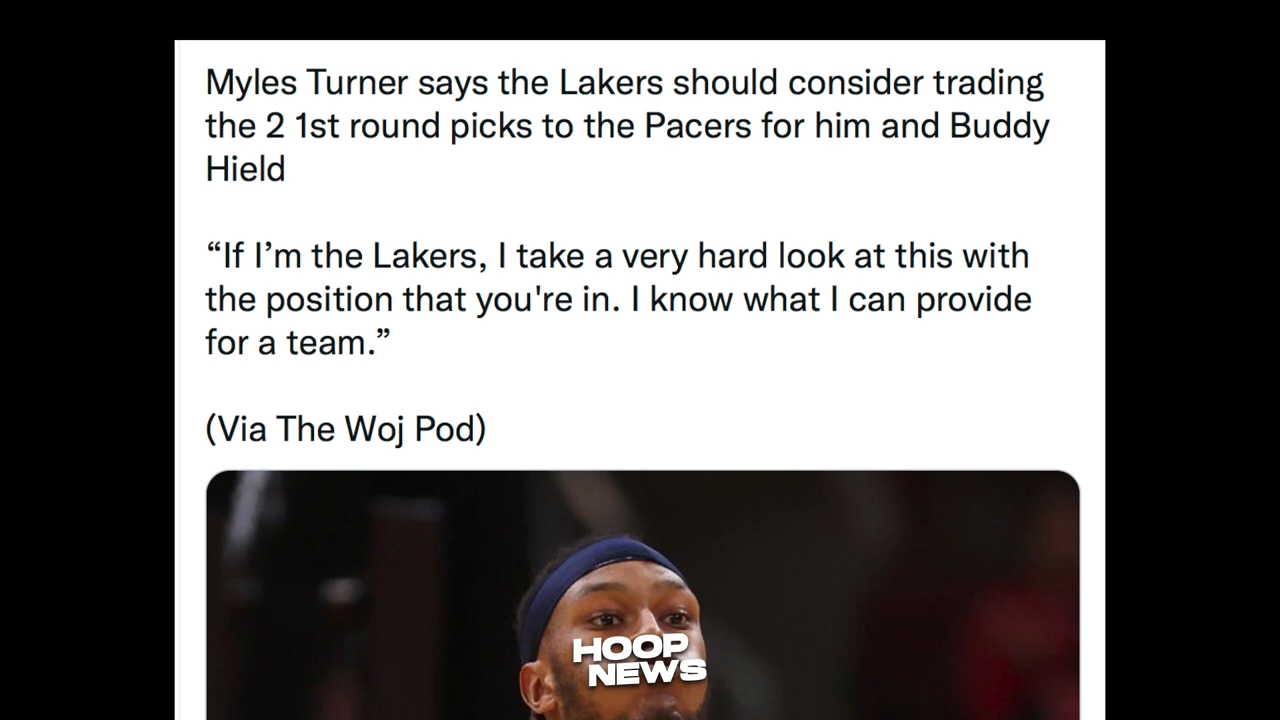 Myles Turner says the Lakers should consider trading
the 2 1st round picks to the Pacers for him and Buddy
Hield
“If I’m the Lakers, I take a very hard look at this with
the position that you're in. I know what I can provide
for a team.”
(Via The Woj Pod)
HOOP
NEWS